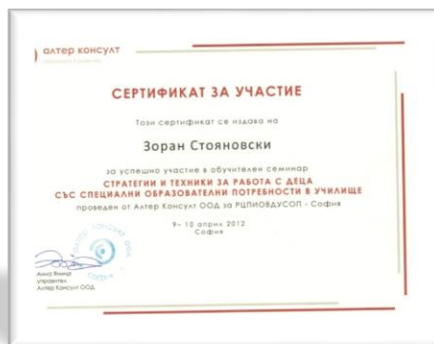 алтер консулт
СЕРТИФИКАТ ЗА УЧАСТИЕ
Този сертификат се издава на
Зоран Стояновски
за успешно участие в обучителен семинар
СТРАТЕГИИ И ТЕХНИКИ ЗА РАБОТА С ДЕЦА
СЪС СПЕЦИАЛНИ ОБРАЗОВАТЕЛНИ ПОТРЕБНОСТИ В УЧИЛИЩЕ
проведен от Алтер Консулт ООД за РЦПИОВДУСОП - София
9– 10 април 2012
София
Управител
Алтер Консулт ООД